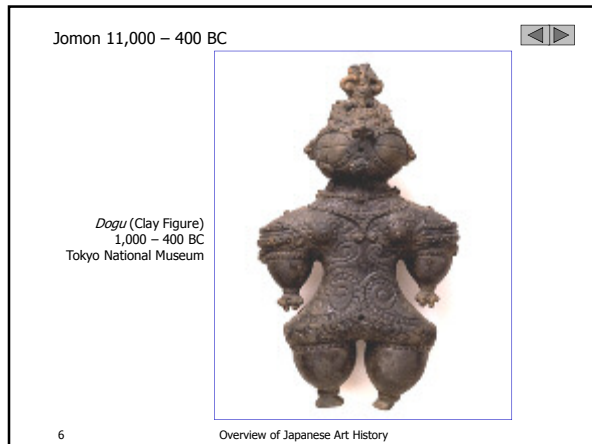 Jomon 11,000 – 400 BC
Dogu (Clay Figure)
1,000 – 400 BC
Tokyo National Museum
6
Overview of Japanese Art History